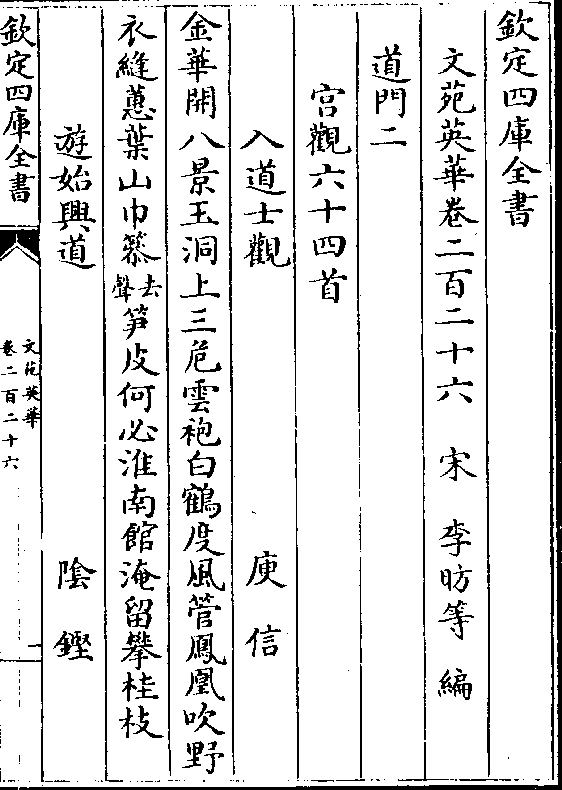 欽定四庫全書
文苑英華卷二百二十六 宋 李昉等 編
道門二
宮觀六十四首
入道士觀 庾信
金華開八景玉洞上三危雲袍白鶴度風管鳳凰吹野
衣縫蕙葉山巾篸去聲笋皮何必淮南館淹留攀桂枝
遊始興道 陰鏗
欽定四庫全書
文苑英華
卷二百二十六
一